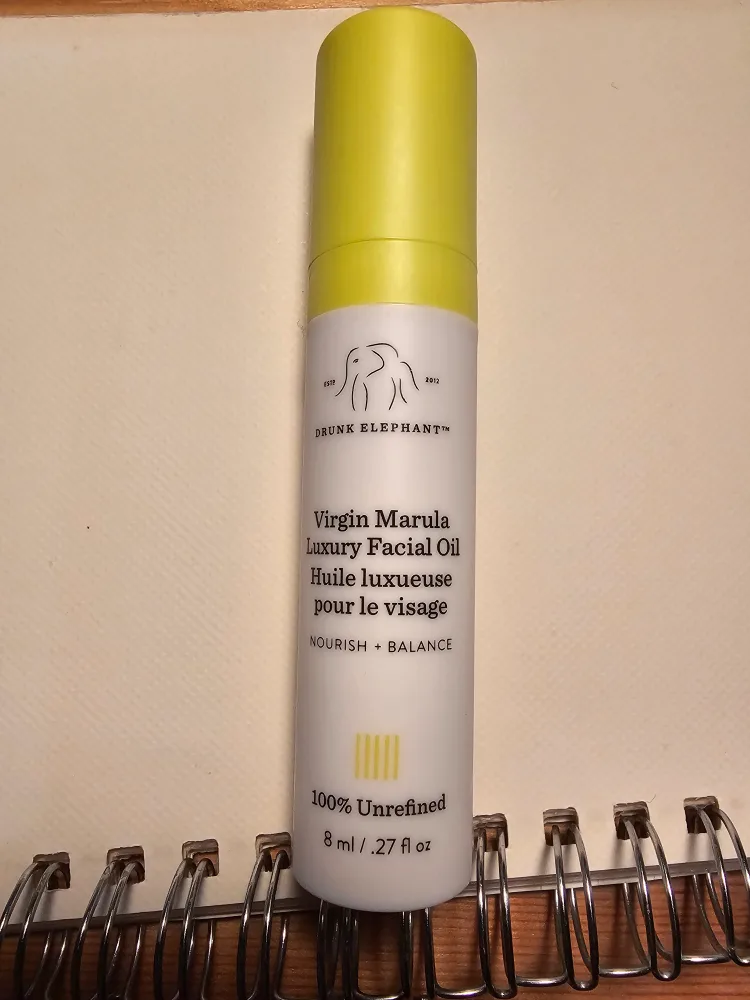 ESTD 2012
DRUNK ELEPHANT™
Virgin Marula
Luxury Facial Oil
Huile luxueuse
pour le visage
NOURISH + BALANCE
100% Unrefined
8 ml / .27 fl oz